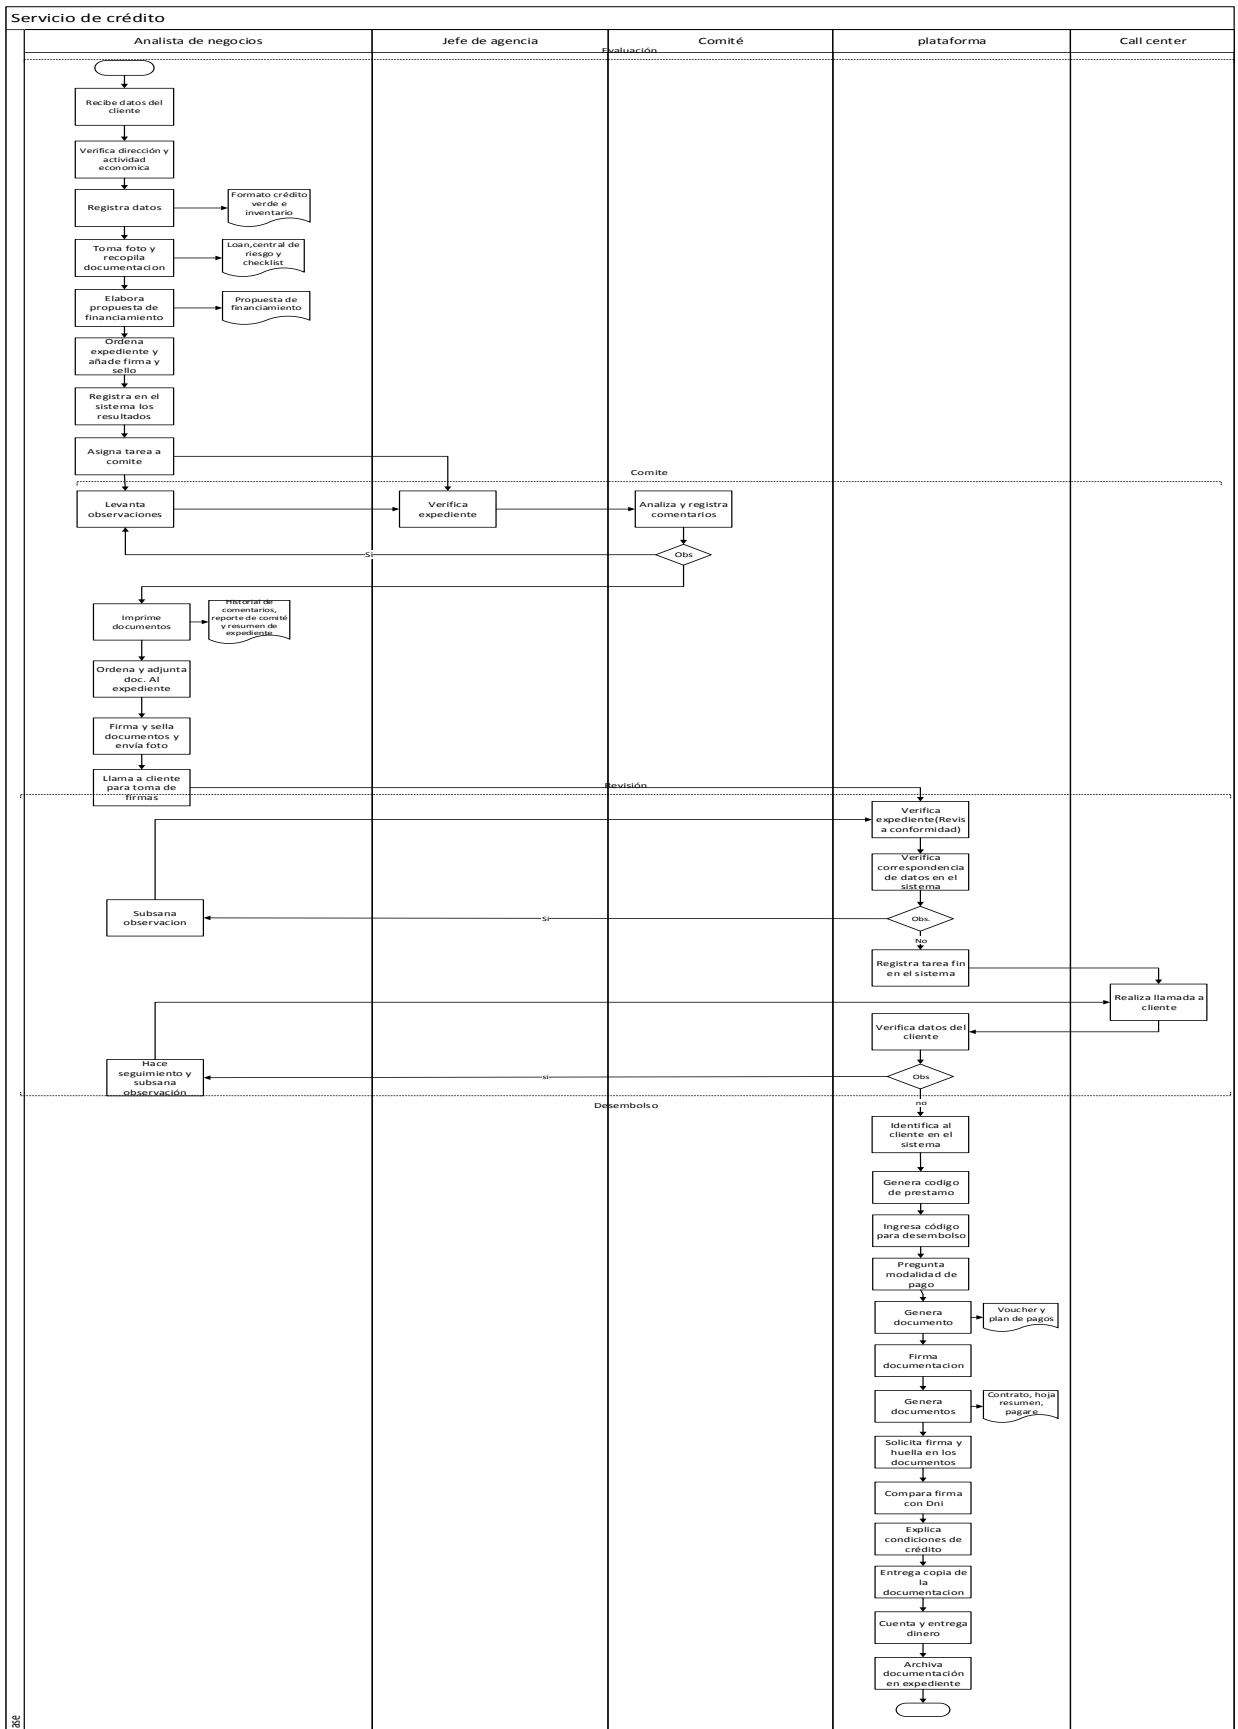 Servicio de crédito
Analista de negocios
Jefe de agencia
Comité
plataforma
Call center
Evaluación
Recibe datos del
cliente
Verifica dirección y
actividad
economica
Registra datos
Formato crédito
verde e
inventario
Toma foto y
recopila
documentacion
Loan,central de
riesgo y
checklist
Elabora
propuesta de
financiamiento
Propuesta de
financiamiento
Ordena
expediente y
añade firma y
sello
Registra en el
sistema los
resultados
Asigna tarea a
comite
Comite
Levanta
observaciones
Verifica
expediente
Analiza y registra
comentarios
Si
Obs
Imprime
documentos
Historial de
comentarios,
reporte de comité
y resumen de
expediente
Ordena y adjunta
doc. Al
expediente
Firma y sella
documentos y
envía foto
Llama a cliente
para toma de
firmas
Revisión
Verifica
expediente(Revis
a conformidad)
Verifica
correspondencia
de datos en el
sistema
Subsana
observacion
Si
Obs.
No
Registra tarea fin
en el sistema
Realiza llamada a
cliente
Verifica datos del
cliente
Hace
seguimiento y
subsana
observación
si
Obs
no
Desembolso
Identifica al
cliente en el
sistema
Genera codigo
de prestamo
Ingresa código
para desembolso
Pregunta
modalidad de
pago
Genera
documento
Voucher y
plan de pagos
Firma
documentacion
Genera
documentos
Contrato, hoja
resumen,
pagare
Solicita firma y
huella en los
documentos
Compara firma
con Dni
Explica
condiciones de
crédito
Entrega copia de
la
documentacion
Cuenta y entrega
dinero
Archiva
documentación
en expediente